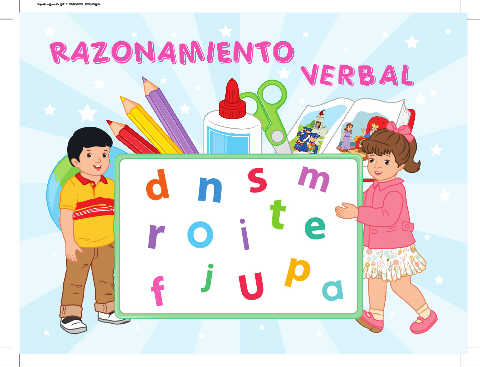 RAZONAMIENTO
VERBAL
d n s m
r o i t e
f j U p a